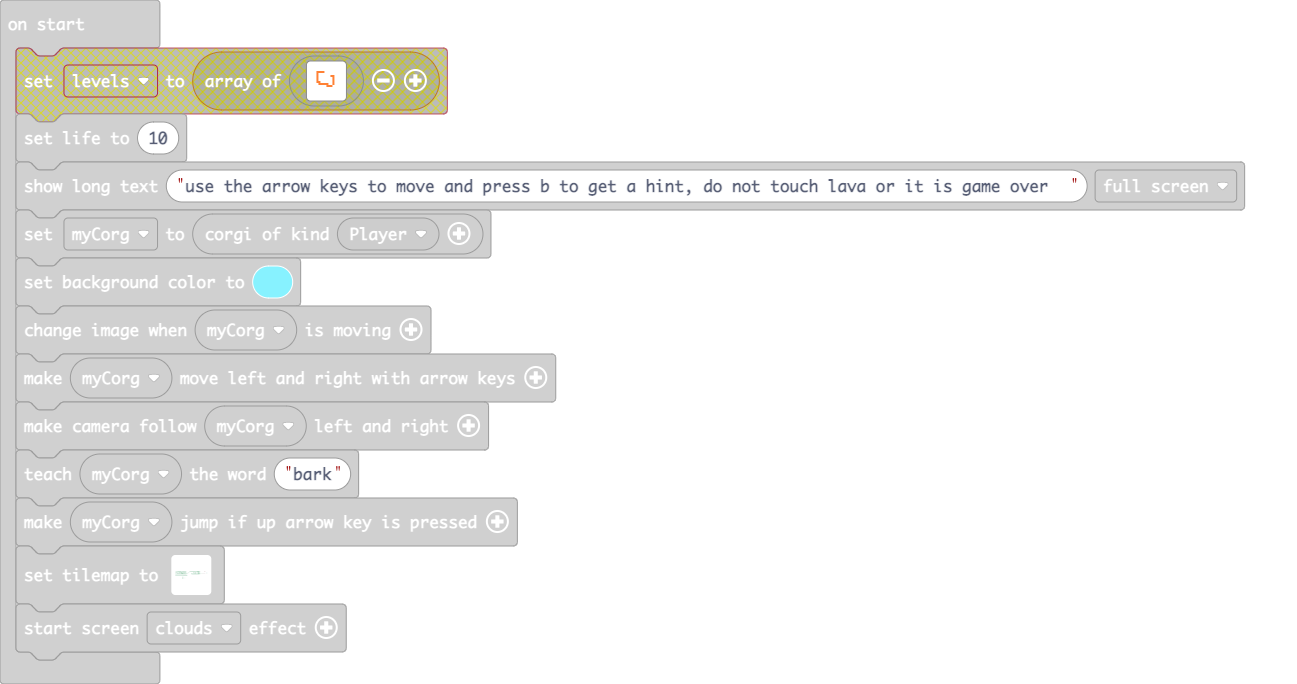 on start
set levels to array of
set life to 10
show long text "use the arrow keys to move and press b to get a hint, do not touch lava or it is game over " full screen
set myCorg to corgi of kind Player
set background color to
change image when myCorg is moving
make myCorg move left and right with arrow keys
make camera follow myCorg left and right
teach myCorg the word "bark"
make myCorg jump if up arrow key is pressed
set tilemap to
start screen clouds effect